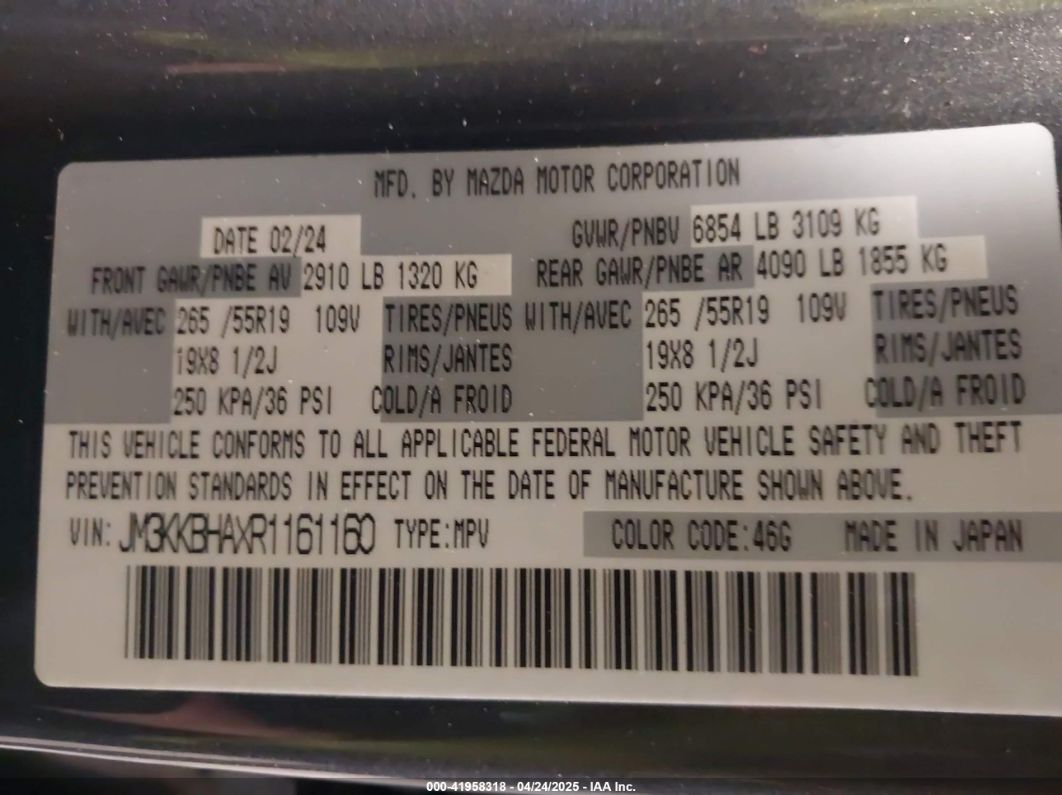 MFD. BY MAZDA MOTOR CORPORATION
DATE 02/24 GVWR/PNBV 6854 LB 3109 KG
FRONT GAWR/PNBE AV 2910 LB 1320 KG REAR GAWR/PNBE AR 4090 LB 1855 KG
WITH/AVEC 265 /55R19 109V TIRES/PNEUS WITH/AVEC 265 /55R19 109V TIRES/PNEUS
19X8 1/2J RIMS/JANTES 19X8 1/2J RIMS/JANTES
250 KPA/36 PSI COLD/A FROID 250 KPA/36 PSI COLD/A FROID
THIS VEHICLE CONFORMS TO ALL APPLICABLE FEDERAL MOTOR VEHICLE SAFETY AND THEFT
PREVENTION STANDARDS IN EFFECT ON THE DATE OF MANUFACTURE SHOWN ABOVE.
VIN: JM3KKBHAXR1161160 TYPE:MPV COLOR CODE:46G MADE IN JAPAN
000-41958318 - 04/24/2025 - IAA Inc.